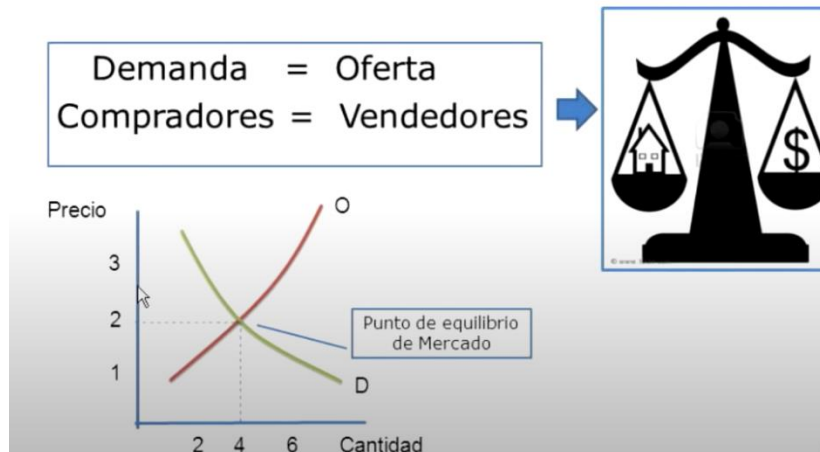 Demanda = Oferta
Compradores = Vendedores
$
Precio
O
3
2
Punto de equilibrio
de Mercado
1
D
2 4 6 Cantidad